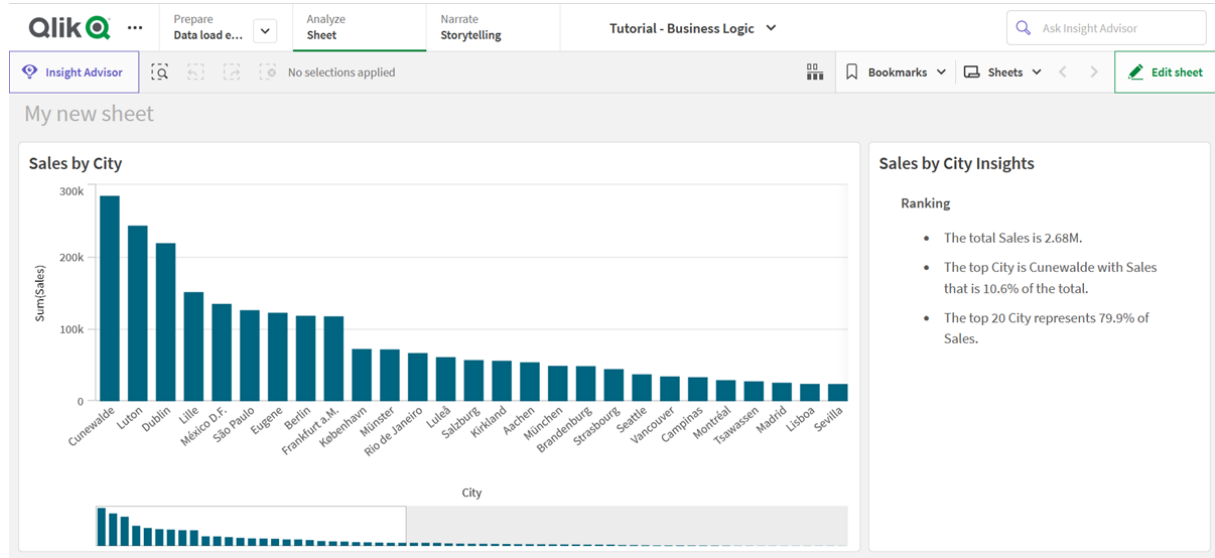 Qlik
Prepare
Data load e...
Analyze
Sheet
Narrate
Storytelling
Tutorial - Business Logic
Ask Insight Advisor
Insight Advisor
No selections applied
Bookmarks
Sheets
Edit sheet
My new sheet
Sales by City
300k
200k
100k
0
Sum(Sales)
Cunewalde
Luton
Dublin
Lille
México D.F.
São Paulo
Eugene
Berlin
Frankfurt a.M.
København
Münster
Rio de Janeiro
Luleå
Salzburg
Kirkland
Aachen
München
Brandenburg
Strasbourg
Seattle
Vancouver
Campinas
Montréal
Tsawassen
Madrid
Lisboa
Sevilla
City
Sales by City Insights
Ranking
• The total Sales is 2.68M.
• The top City is Cunewalde with Sales
that is 10.6% of the total.
• The top 20 City represents 79.9% of
Sales.